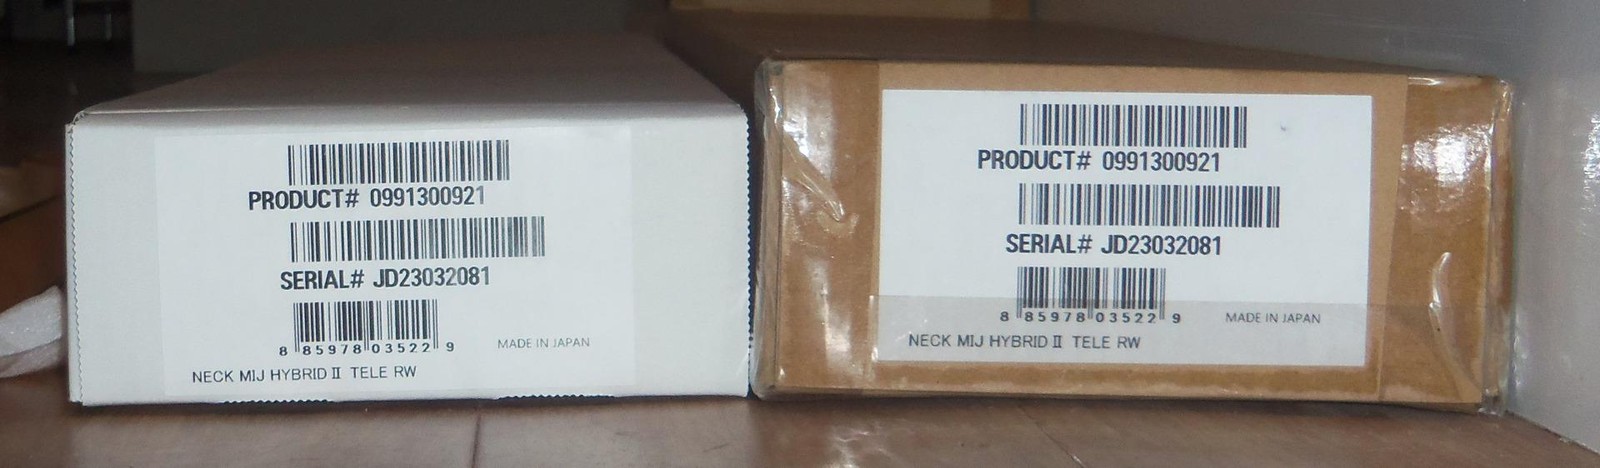 PRODUCT# 0991300921
SERIAL# JD23032081
8 85978 03522 9
MADE IN JAPAN
NECK MIJ HYBRID II TELE RW
PRODUCT# 0991300921
SERIAL# JD23032081
8 85978 03522 9
MADE IN JAPAN
NECK MIJ HYBRID II TELE RW